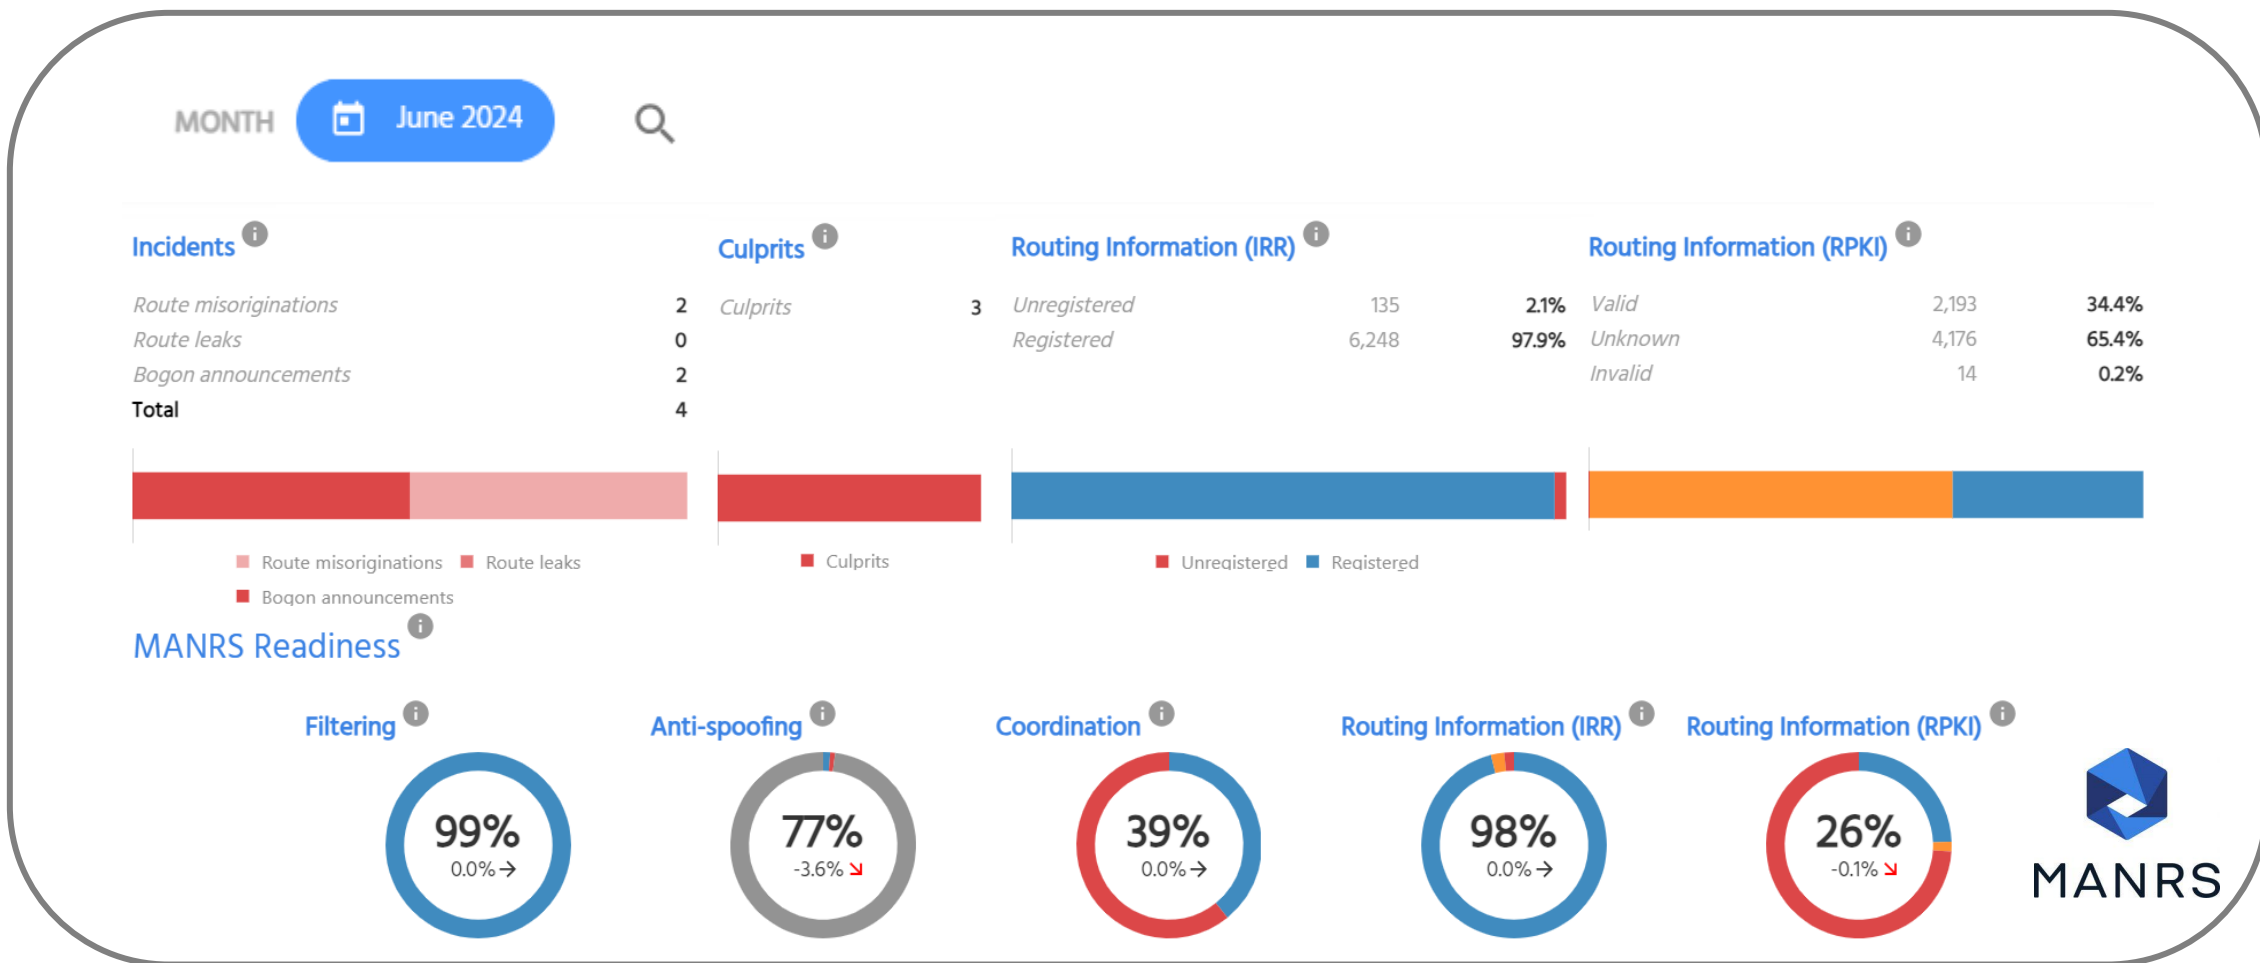 MONTH June 2024
Incidents
Route misoriginations 2
Route leaks 0
Bogon announcements 2
Total 4
Route misoriginations Route leaks
Bogon announcements
Culprits
Culprits 3
Culprits
Routing Information (IRR)
Unregistered 135 2.1%
Registered 6,248 97.9%
Unregistered Registered
Routing Information (RPKI)
Valid 2,193 34.4%
Unknown 4,176 65.4%
Invalid 14 0.2%
MANRS Readiness
Filtering
99%
0.0% →
Anti-spoofing
77%
-3.6% ↘
Coordination
39%
0.0% →
Routing Information (IRR)
98%
0.0% →
Routing Information (RPKI)
26%
-0.1% ↘
MANRS